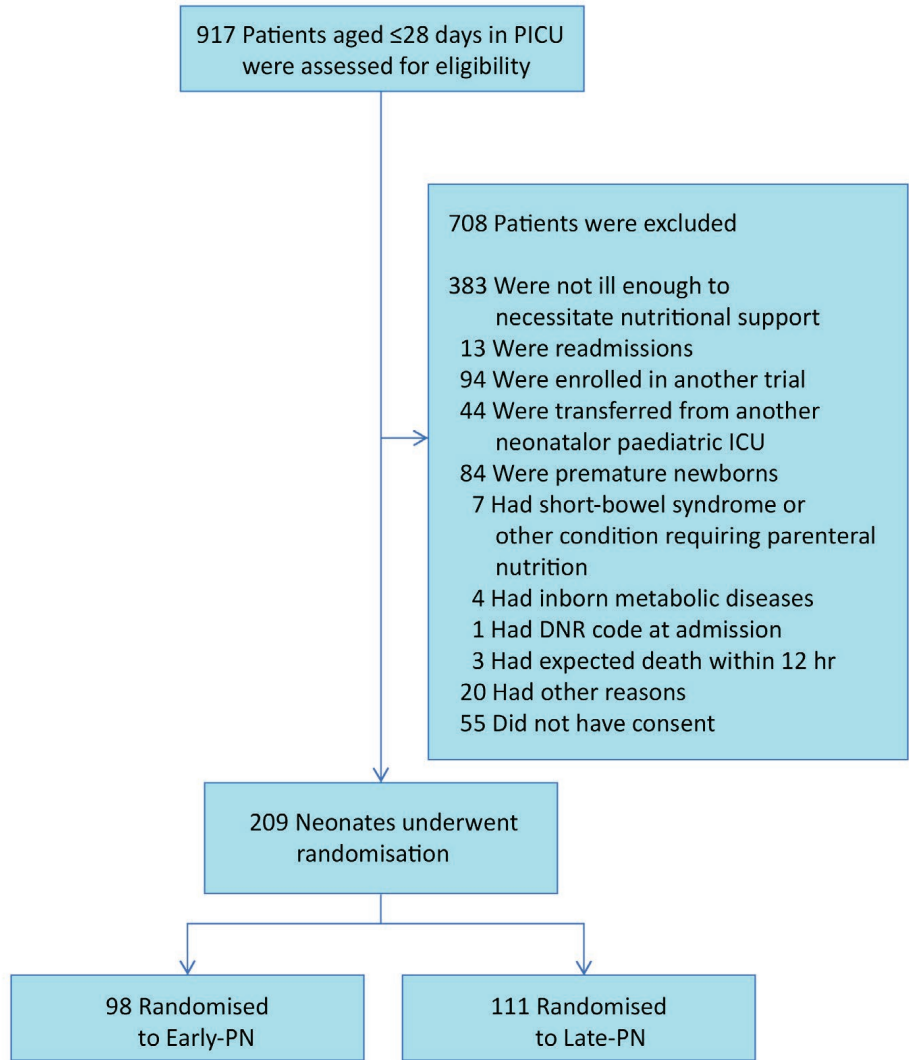 917 Patients aged ≤28 days in PICU
were assessed for eligibility
708 Patients were excluded
383 Were not ill enough to
necessitate nutritional support
13 Were readmissions
94 Were enrolled in another trial
44 Were transferred from another
neonatalor paediatric ICU
84 Were premature newborns
7 Had short-bowel syndrome or
other condition requiring parenteral
nutrition
4 Had inborn metabolic diseases
1 Had DNR code at admission
3 Had expected death within 12 hr
20 Had other reasons
55 Did not have consent
209 Neonates underwent
randomisation
98 Randomised
to Early-PN
111 Randomised
to Late-PN